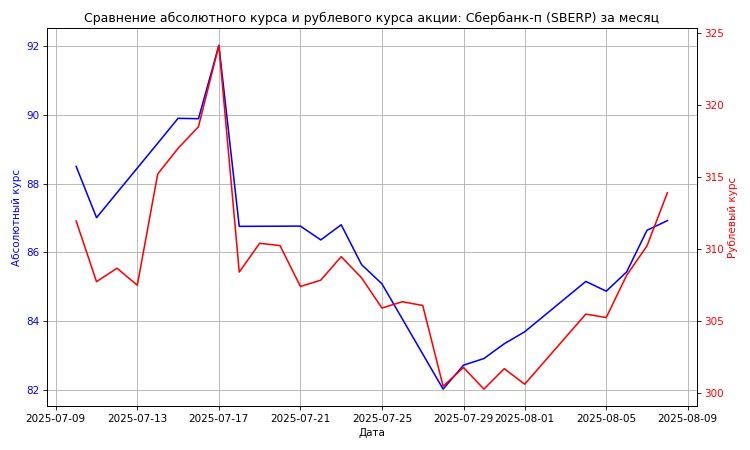 Сравнение абсолютного курса и рублевого курса акции: Сбербанк-п (SBERP) за месяц
Абсолютный курс
92
90
88
86
84
82
Рублевый курс
325
320
315
310
305
300
2025-07-09 2025-07-13 2025-07-17 2025-07-21 2025-07-25 2025-07-29 2025-08-01 2025-08-05 2025-08-09
Дата